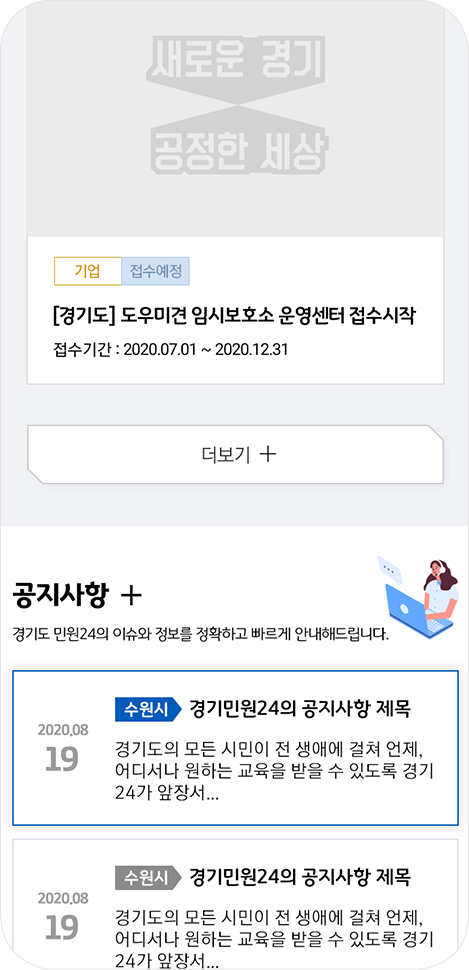 새로운 경기
공정한 세상
기업 접수예정
[경기도] 도우미견 임시보호소 운영센터 접수시작
접수기간 : 2020.07.01 ~ 2020.12.31
더보기 +
공지사항 +
경기도 민원24의 이슈와 정보를 정확하고 빠르게 안내해드립니다.
2020.08
19
수원시 경기민원24의 공지사항 제목
경기도의 모든 시민이 전 생애에 걸쳐 언제,
어디서나 원하는 교육을 받을 수 있도록 경기
24가 앞장서...
2020.08
19
수원시 경기민원24의 공지사항 제목
경기도의 모든 시민이 전 생애에 걸쳐 언제,
어디서나 원하는 교육을 받을 수 있도록 경기
24가 앞장서...